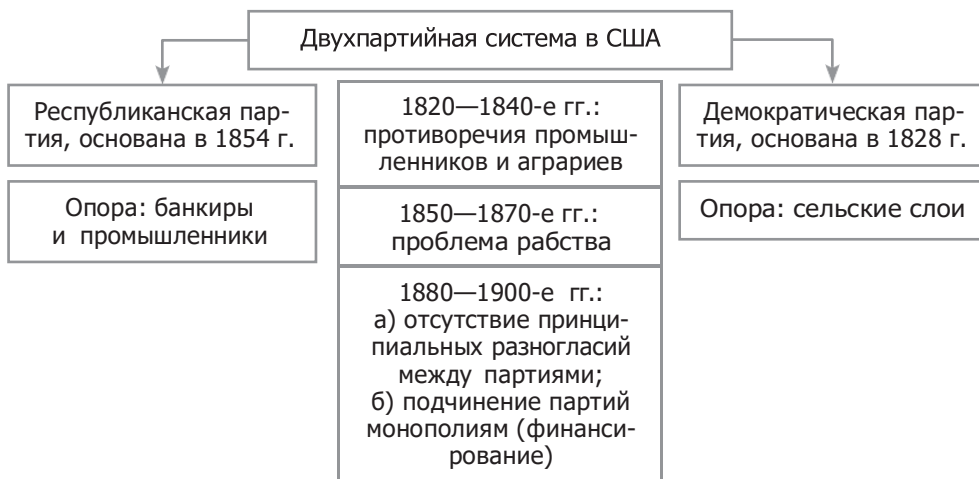 Двухпартийная система в США
Республиканская пар-
тия, основана в 1854 г.
Опора: банкиры
и промышленники
1820—1840-е гг.:
противоречия промыш-
ленников и аграриев
1850—1870-е гг.:
проблема рабства
1880—1900-е гг.:
а) отсутствие принци-
пиальных разногласий
между партиями;
б) подчинение партий
монополиям (финанси-
рование)
Демократическая пар-
тия, основана в 1828 г.
Опора: сельские слои